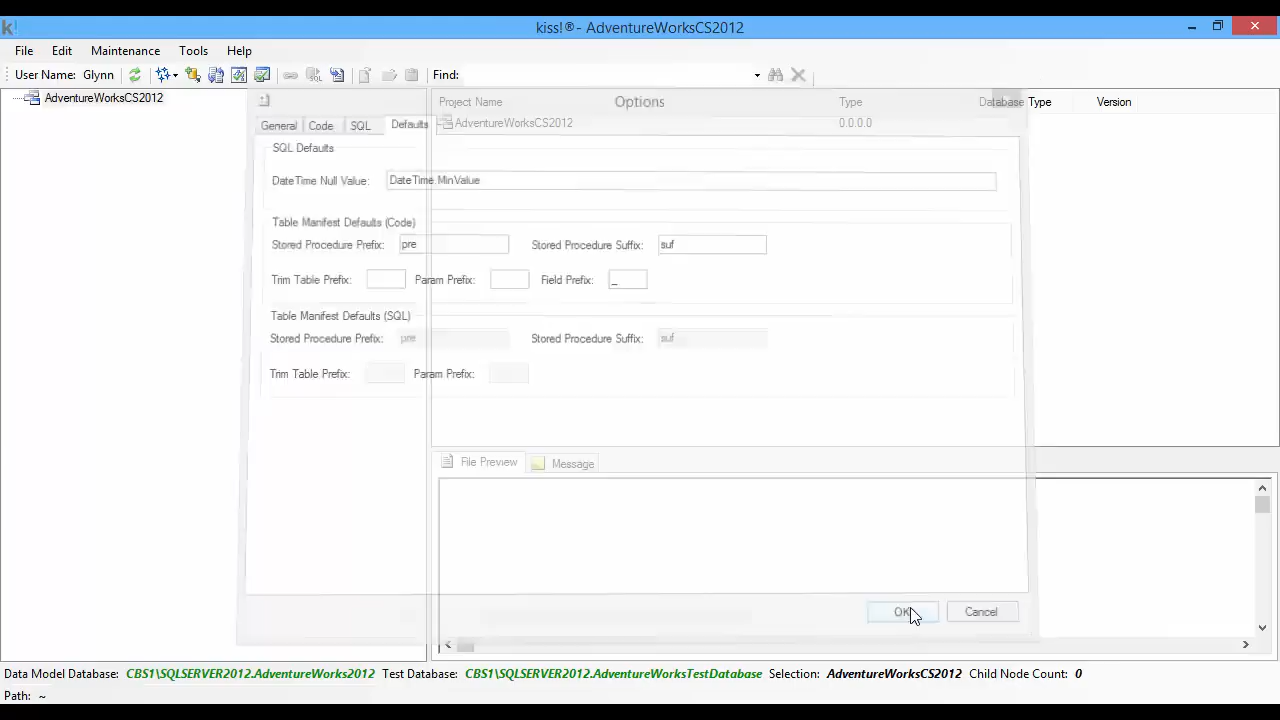 k!
kiss!® - AdventureWorksCS2012
File Edit Maintenance Tools Help
User Name: Glynn
Find:
AdventureWorksCS2012
Project Name Type Database Type Version
AdventureWorksCS2012 0.0.0.0
Options
General Code SQL Defaults
SQL Defaults
DateTime Null Value: DateTime.MinValue
Table Manifest Defaults (Code)
Stored Procedure Prefix: pre Stored Procedure Suffix: suf
Trim Table Prefix: Param Prefix: Field Prefix: _
Table Manifest Defaults (SQL)
Stored Procedure Prefix: pre Stored Procedure Suffix: suf
Trim Table Prefix: Param Prefix:
File Preview Message
OK Cancel
Data Model Database: CBS1\SQLSERVER2012.AdventureWorks2012 Test Database: CBS1\SQLSERVER2012.AdventureWorksTestDatabase Selection: AdventureWorksCS2012 Child Node Count: 0
Path: ~